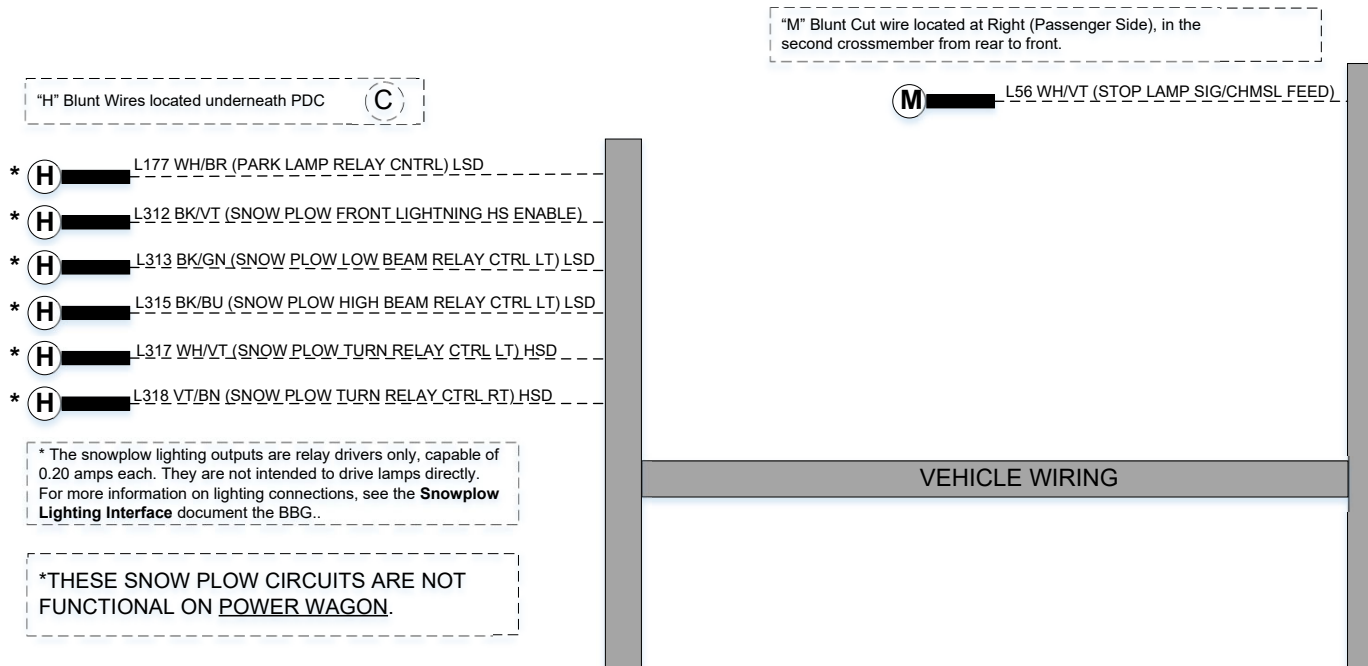 “M” Blunt Cut wire located at Right (Passenger Side), in the
second crossmember from rear to front.
“H” Blunt Wires located underneath PDC
C
M
L56 WH/VT (STOP LAMP SIG/CHMSL FEED)
* H L177 WH/BR (PARK LAMP RELAY CNTRL) LSD
* H L312 BK/VT (SNOW PLOW FRONT LIGHTNING HS ENABLE)
* H L313 BK/GN (SNOW PLOW LOW BEAM RELAY CTRL LT) LSD
* H L315 BK/BU (SNOW PLOW HIGH BEAM RELAY CTRL LT) LSD
* H L317 WH/VT (SNOW PLOW TURN RELAY CTRL LT) HSD
* H L318 VT/BN (SNOW PLOW TURN RELAY CTRL RT) HSD
* The snowplow lighting outputs are relay drivers only, capable of
0.20 amps each. They are not intended to drive lamps directly.
For more information on lighting connections, see the Snowplow
Lighting Interface document the BBG..
VEHICLE WIRING
*THESE SNOW PLOW CIRCUITS ARE NOT
FUNCTIONAL ON POWER WAGON.